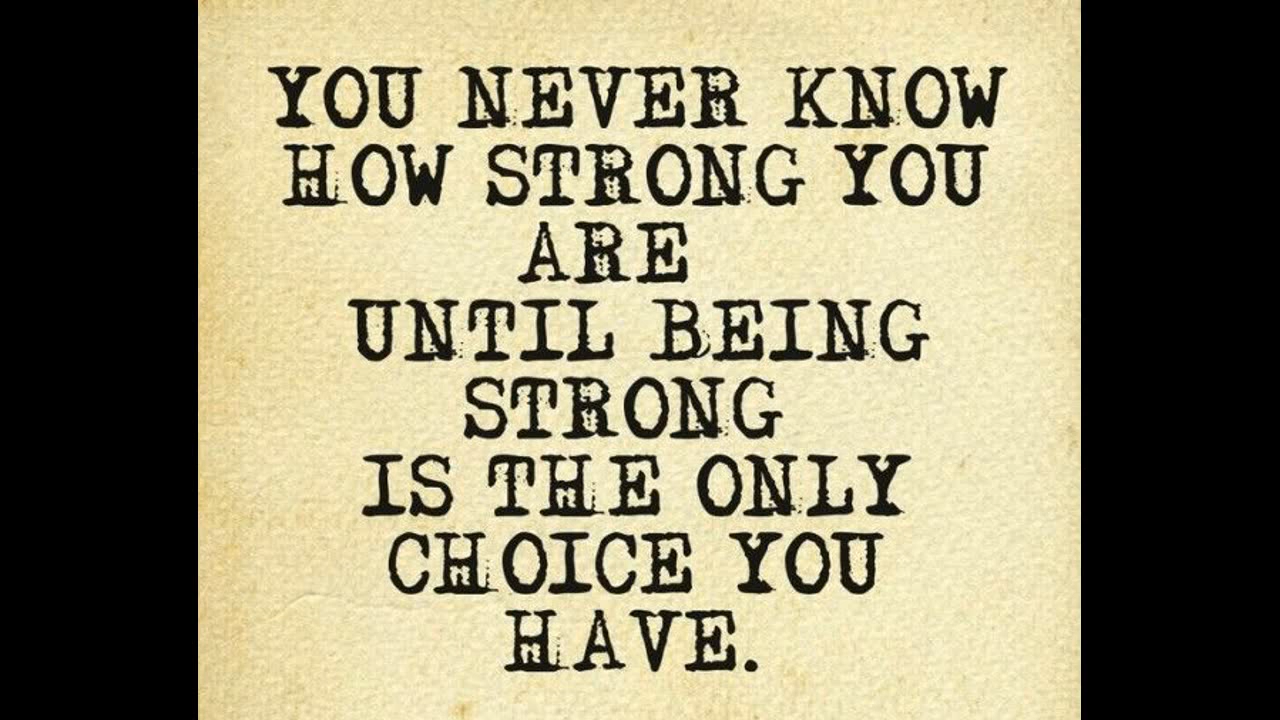 YOU NEVER KNOW
HOW STRONG YOU
ARE
UNTIL BEING
STRONG
IS THE ONLY
CHOICE YOU
HAVE.